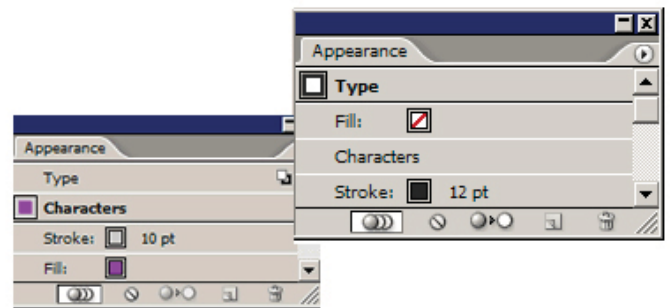 Appearance
Type
Characters
Stroke: 10 pt
Fill:
Appearance
Type
Fill:
Characters
Stroke: 12 pt